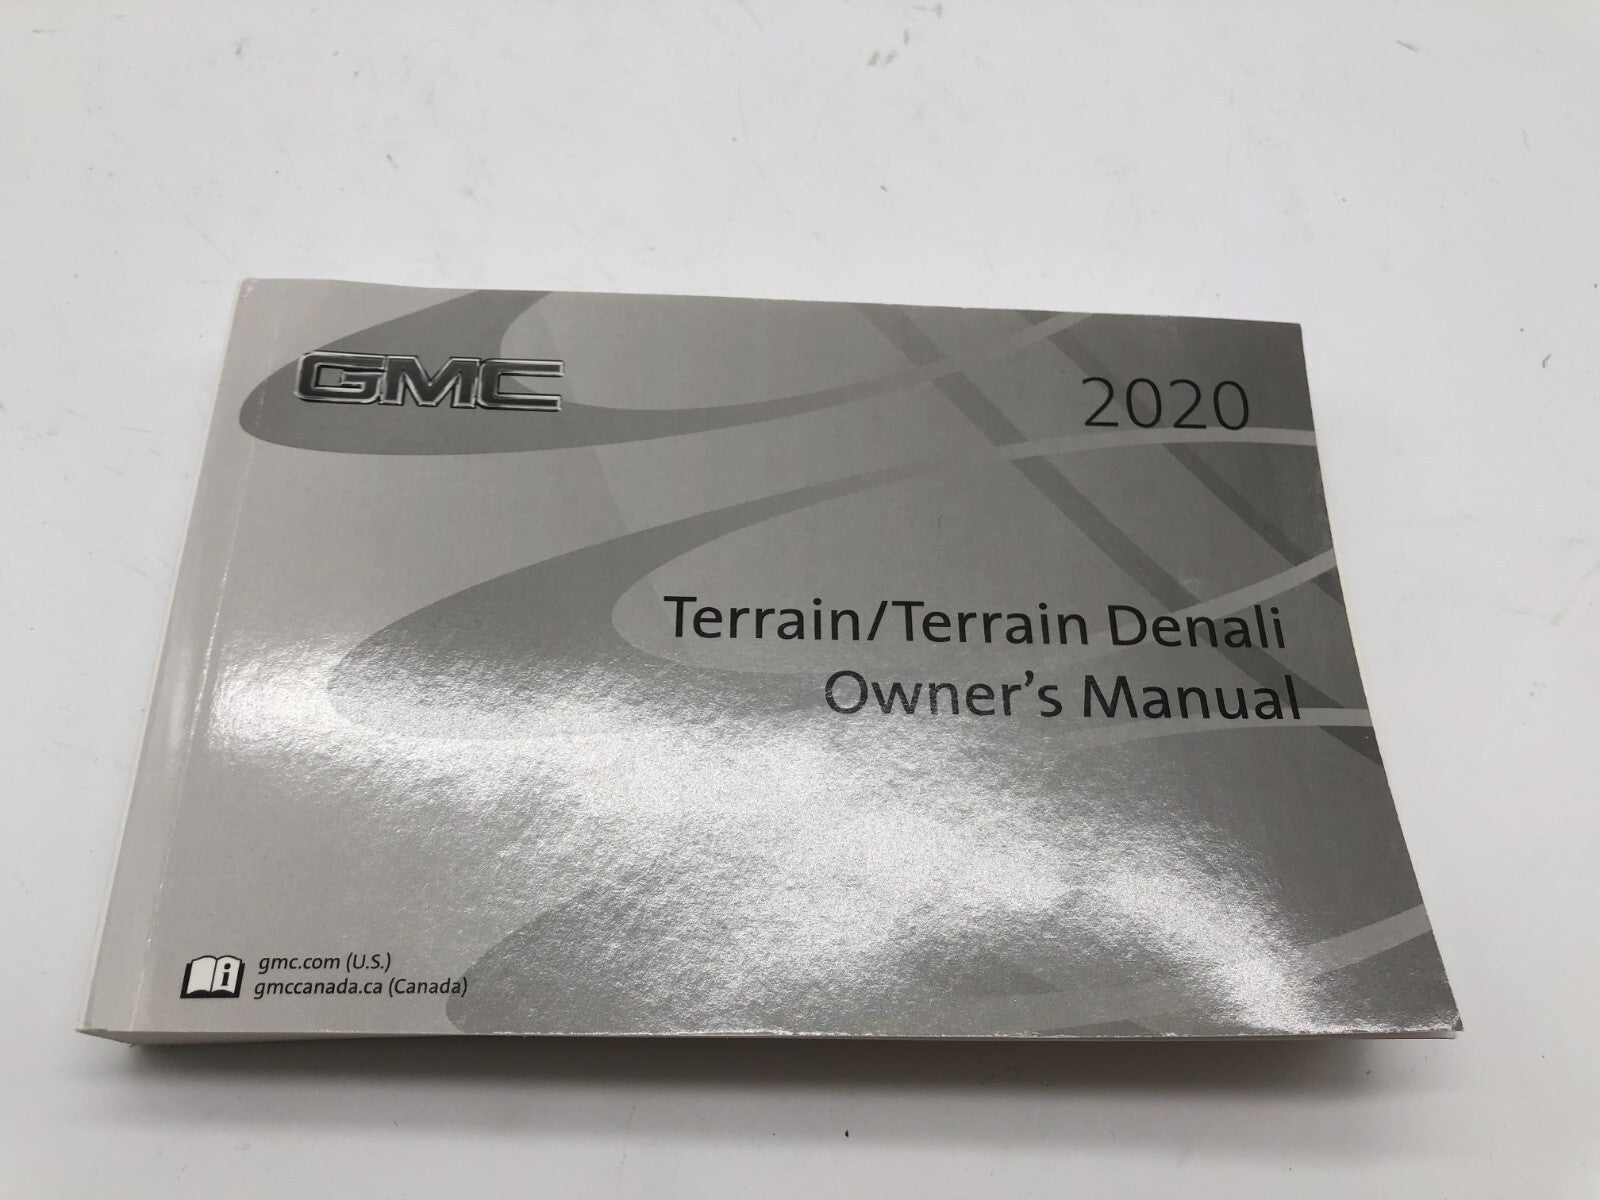 GMC
2020
Terrain/Terrain Denali
Owner's Manual
i
gmc.com (U.S.)
gmccanada.ca (Canada)